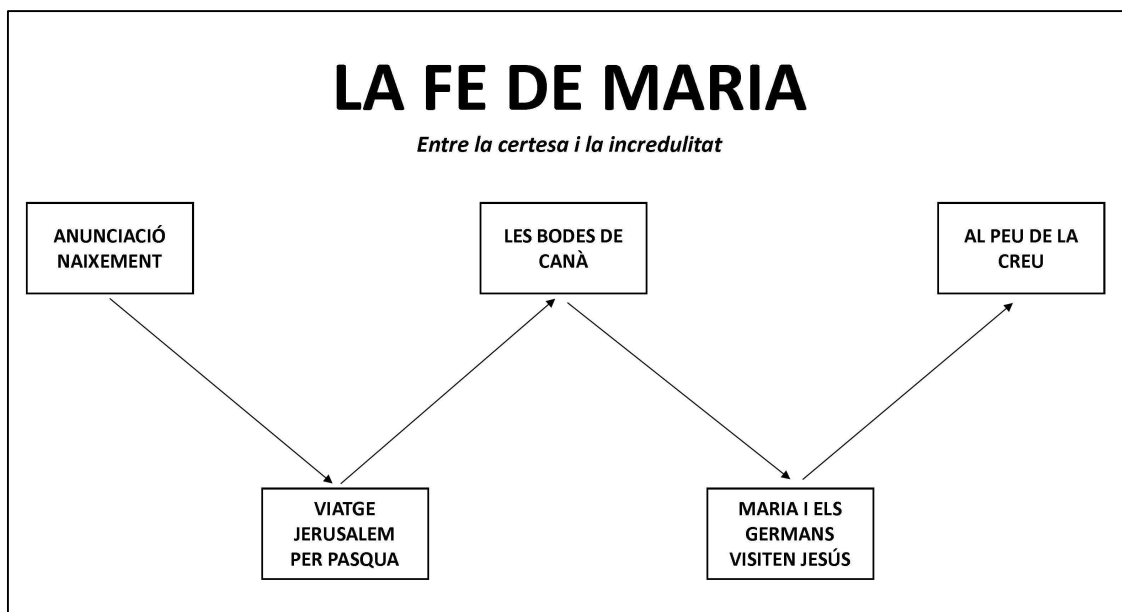 LA FE DE MARIA
Entre la certesa i la incredulitat
ANUNCIACIÓ
NAIXEMENT
LES BODES DE
CANÀ
AL PEU DE LA
CREU
VIATGE
JERUSALEM
PER PASQUA
MARIA I ELS
GERMANS
VISITEN JESÚS